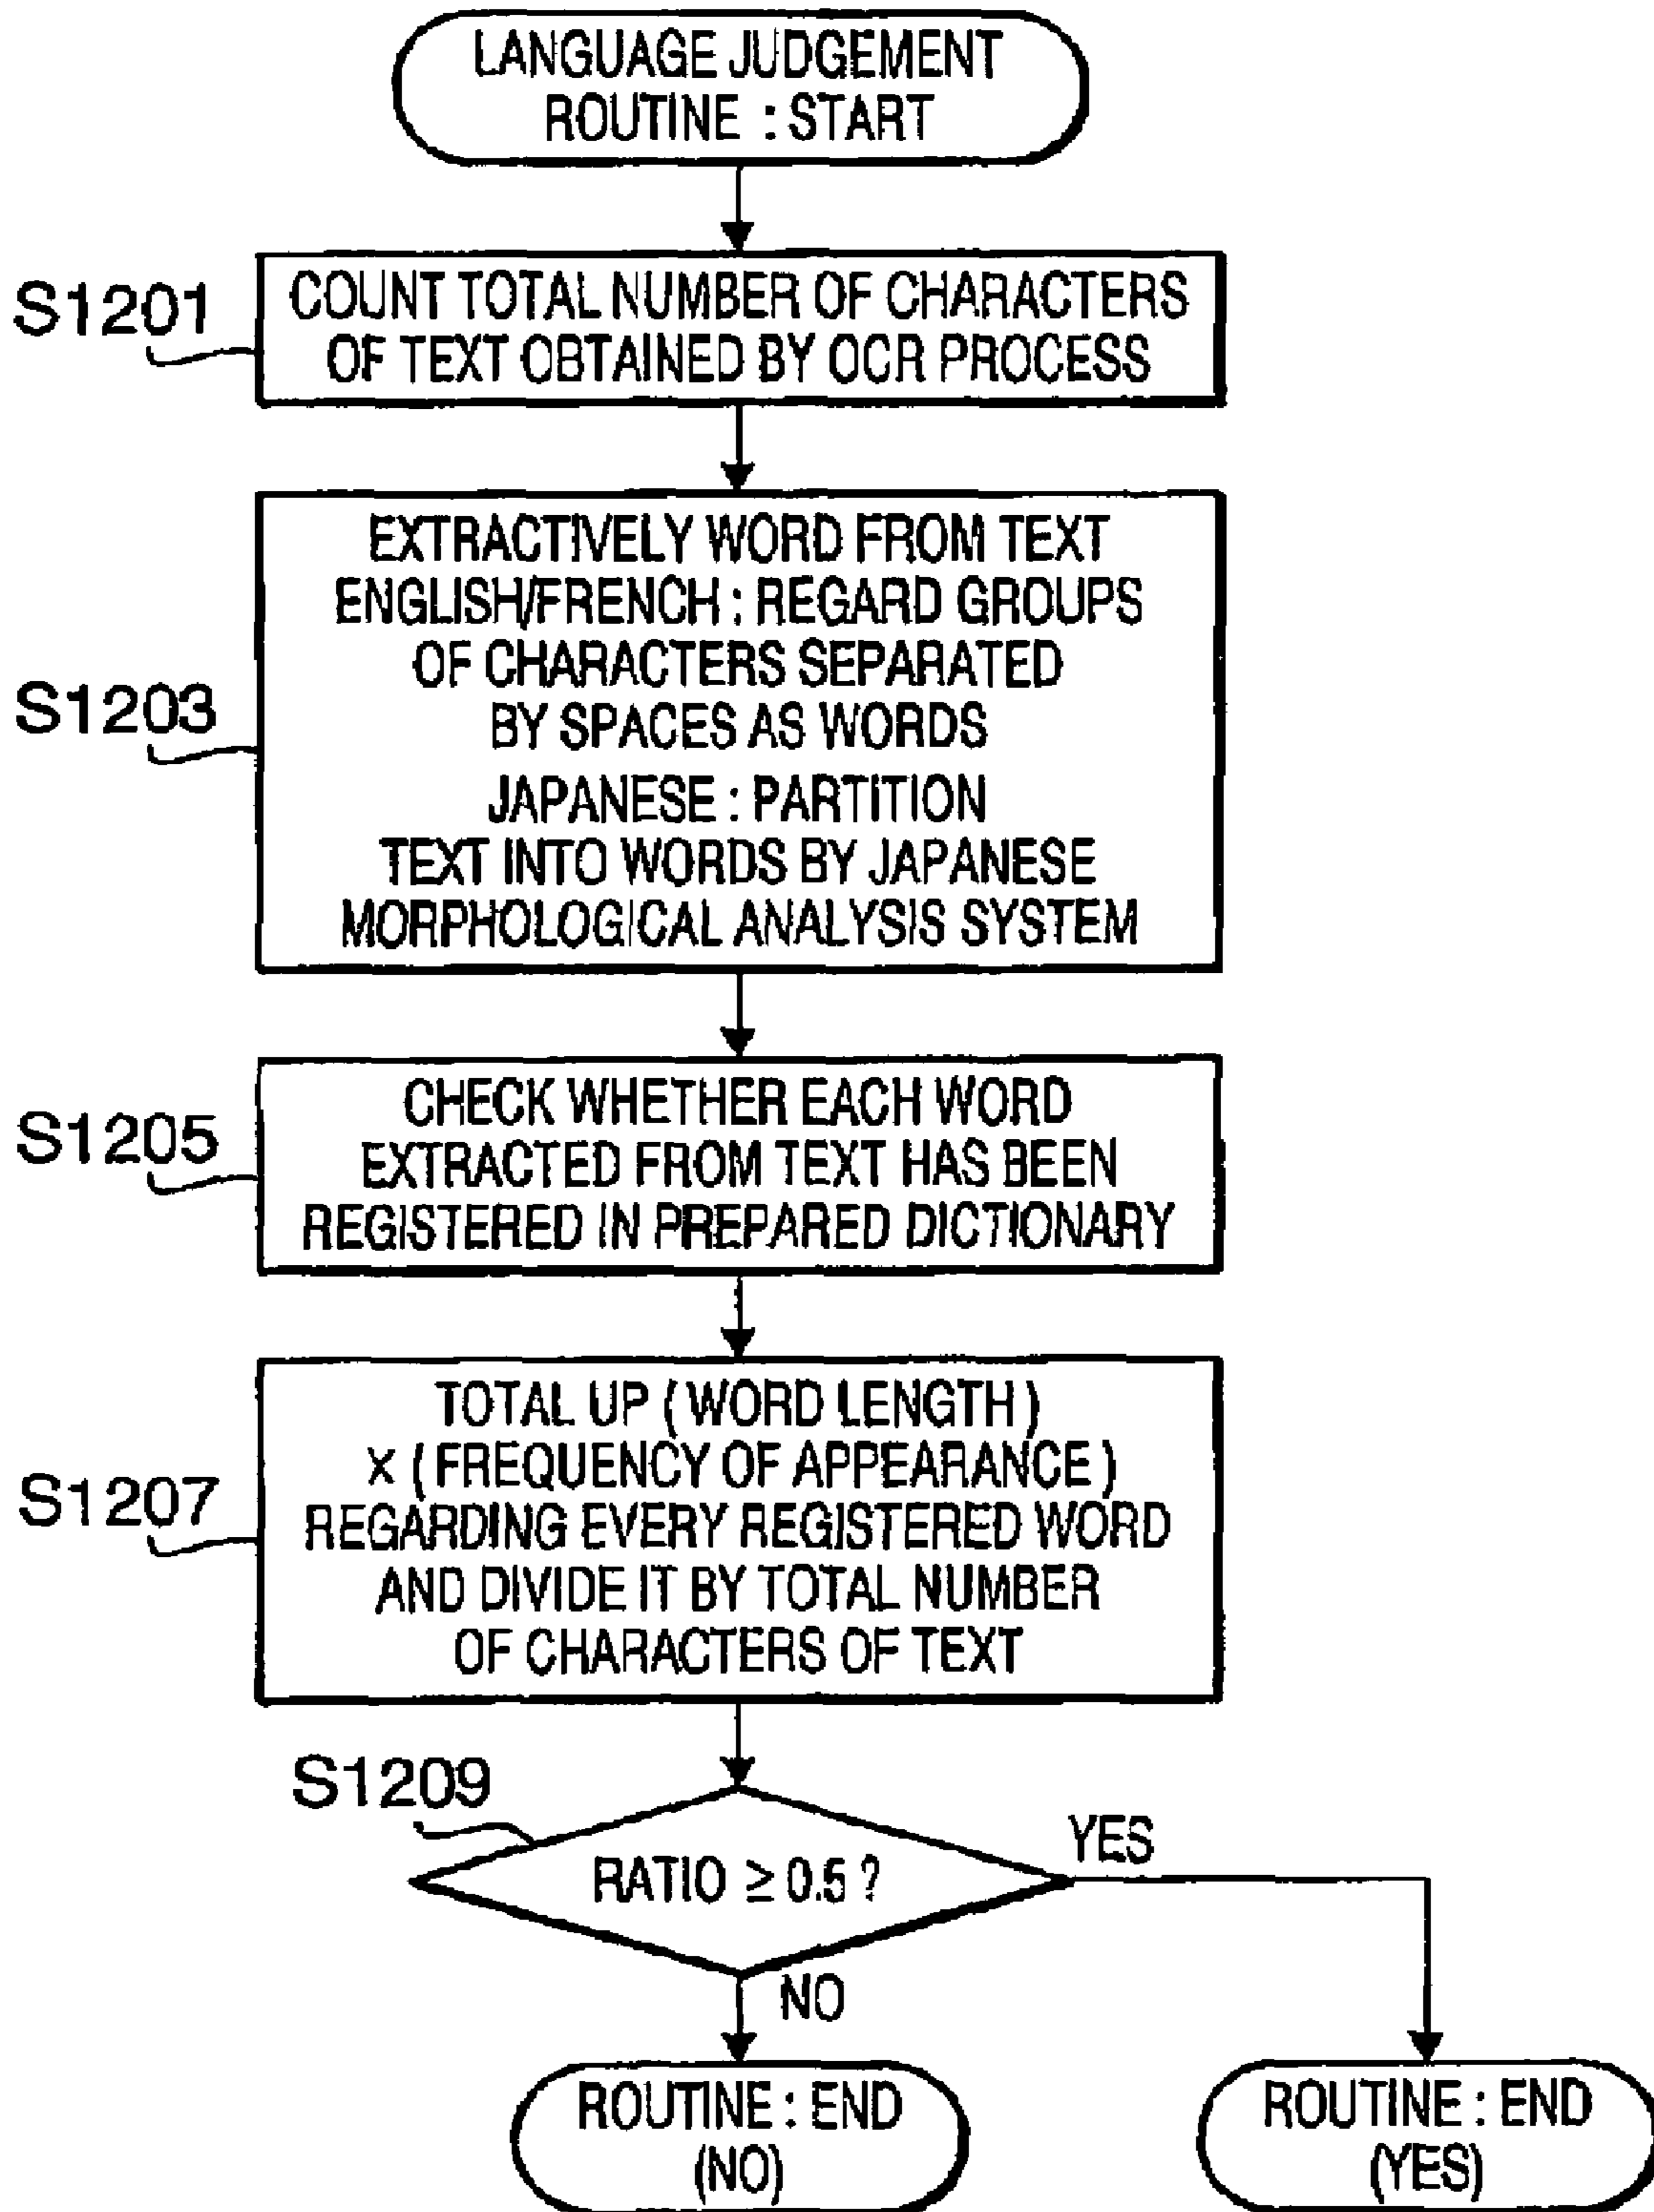 LANGUAGE JUDGEMENT
ROUTINE : START
S1201
COUNT TOTAL NUMBER OF CHARACTERS
OF TEXT OBTAINED BY OCR PROCESS
S1203
EXTRACTIVELY WORD FROM TEXT
ENGLISH/FRENCH : REGARD GROUPS
OF CHARACTERS SEPARATED
BY SPACES AS WORDS
JAPANESE : PARTITION
TEXT INTO WORDS BY JAPANESE
MORPHOLOGICAL ANALYSIS SYSTEM
S1205
CHECK WHETHER EACH WORD
EXTRACTED FROM TEXT HAS BEEN
REGISTERED IN PREPARED DICTIONARY
S1207
TOTAL UP ( WORD LENGTH )
× ( FREQUENCY OF APPEARANCE )
REGARDING EVERY REGISTERED WORD
AND DIVIDE IT BY TOTAL NUMBER
OF CHARACTERS OF TEXT
S1209
RATIO ≥ 0.5 ?
YES
NO
ROUTINE : END
(NO)
ROUTINE : END
(YES)